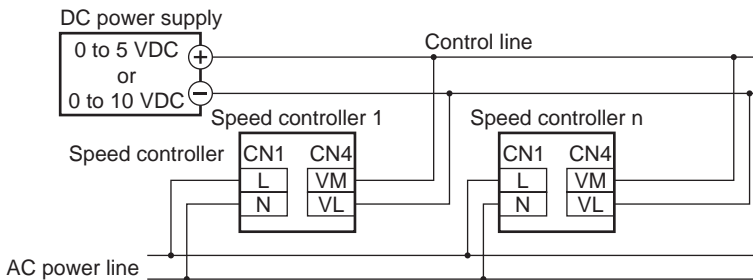 DC power supply
0 to 5 VDC
or
0 to 10 VDC
+
−
Control line
Speed controller 1
Speed controller n
Speed controller
CN1 CN4
L VM
N VL
CN1 CN4
L VM
N VL
AC power line